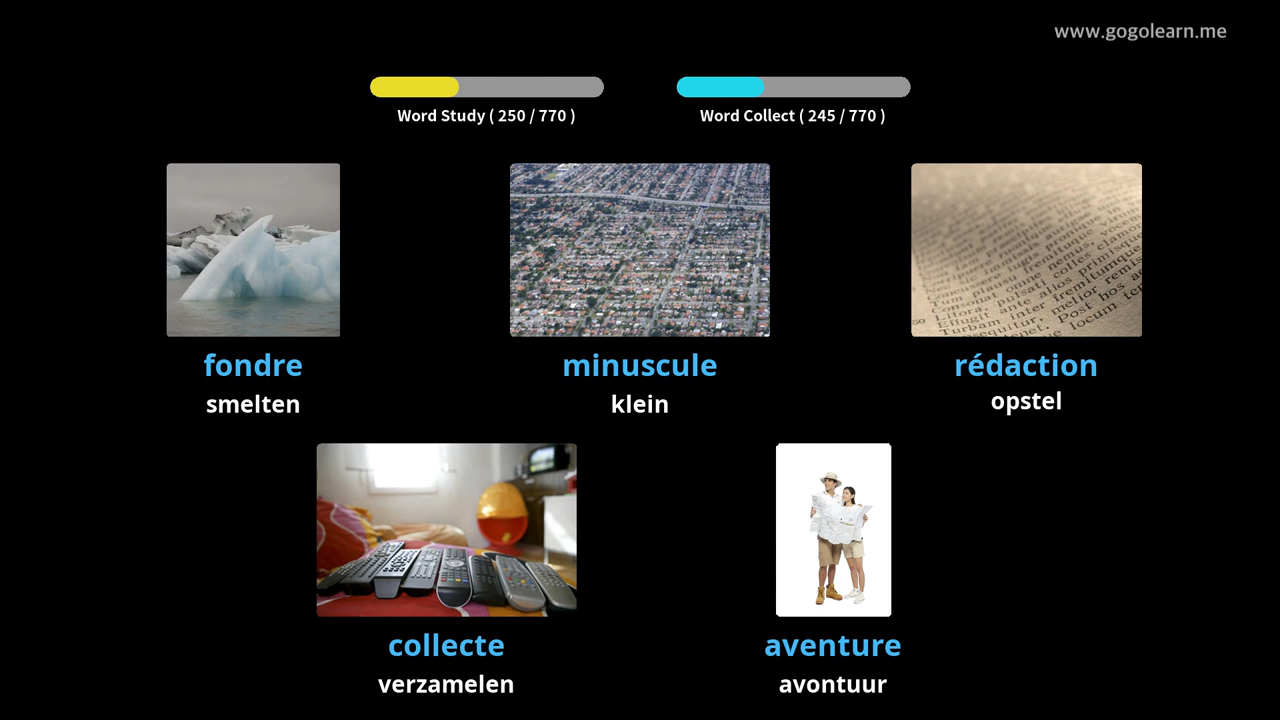 www.gogolearn.me
Word Study ( 250 / 770 )
Word Collect ( 245 / 770 )
fondre
smelten
minuscule
klein
rédaction
opstel
collecte
verzamelen
aventure
avontuur